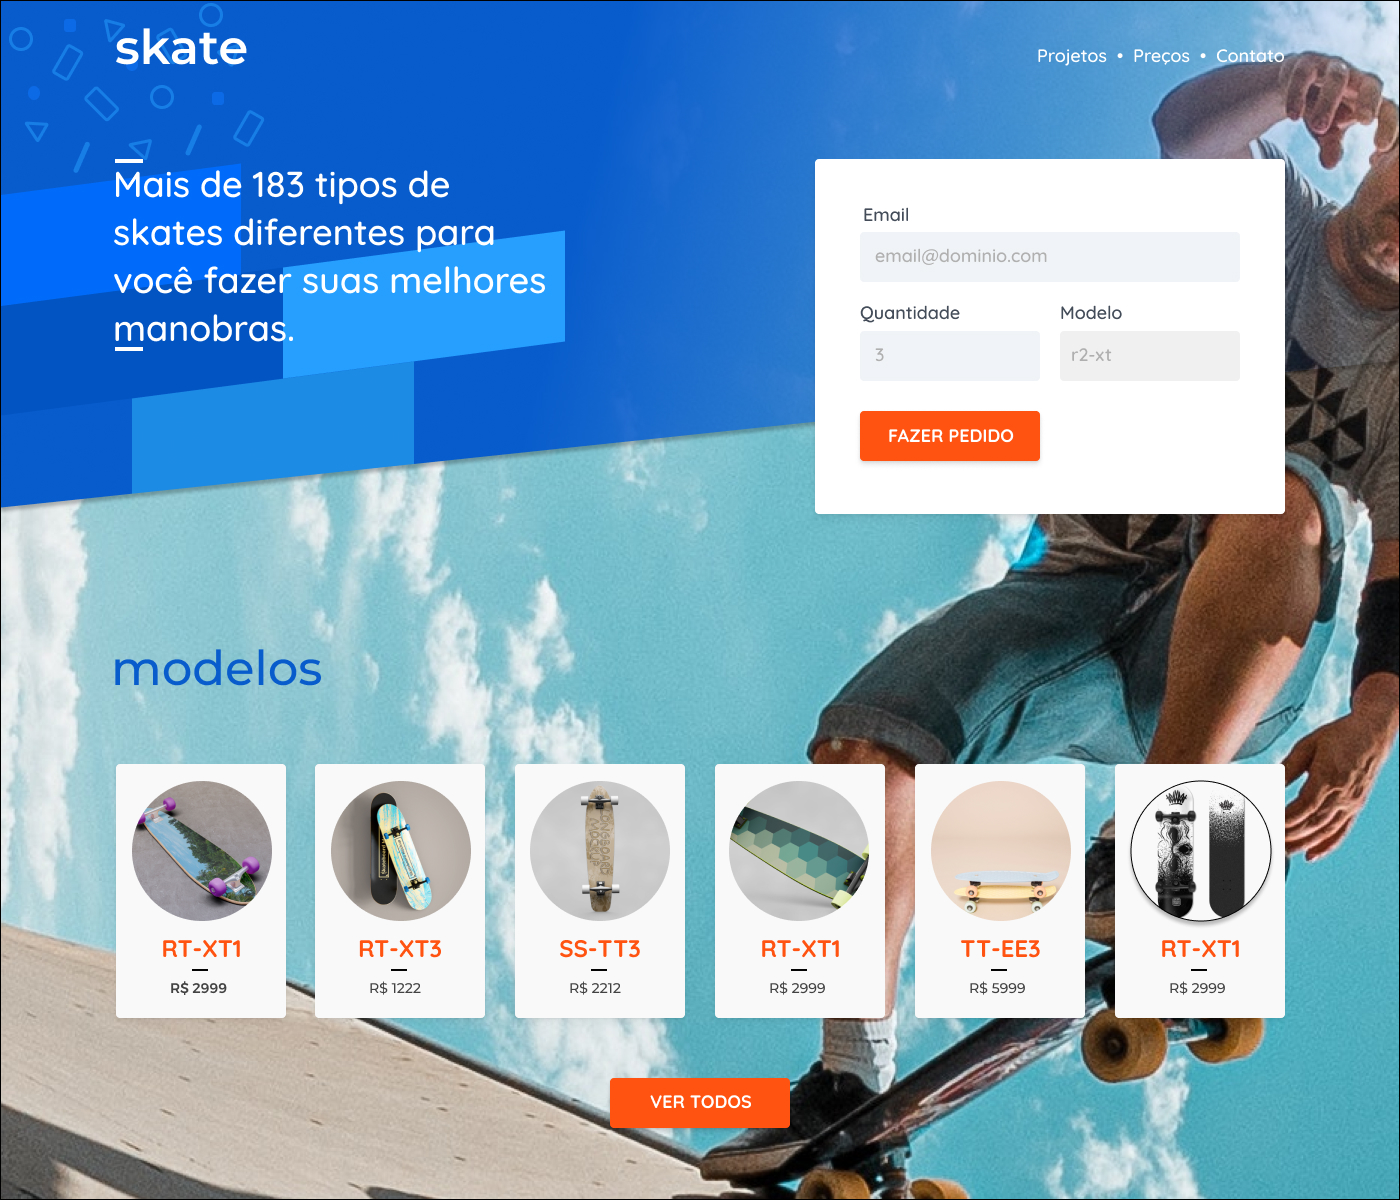 skate
Projetos • Preços • Contato
Mais de 183 tipos de
skates diferentes para
você fazer suas melhores
manobras.
Email
email@dominio.com
Quantidade
Modelo
3
r2-xt
FAZER PEDIDO
modelos
RT-XT1
R$ 2999
RT-XT3
R$ 1222
LONGBOARD
MOCKUP
SS-TT3
R$ 2212
RT-XT1
R$ 2999
TT-EE3
R$ 5999
RT-XT1
R$ 2999
VER TODOS